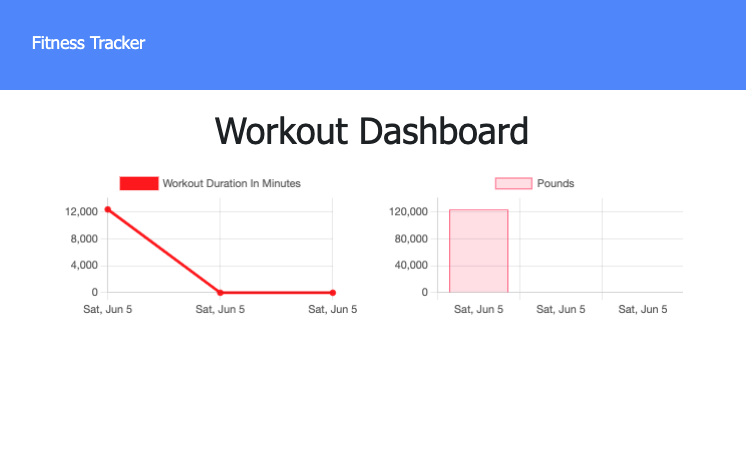 Fitness Tracker
Workout Dashboard
Workout Duration In Minutes
12,000
8,000
4,000
0
Sat, Jun 5 Sat, Jun 5 Sat, Jun 5
Pounds
120,000
80,000
40,000
0
Sat, Jun 5 Sat, Jun 5 Sat, Jun 5